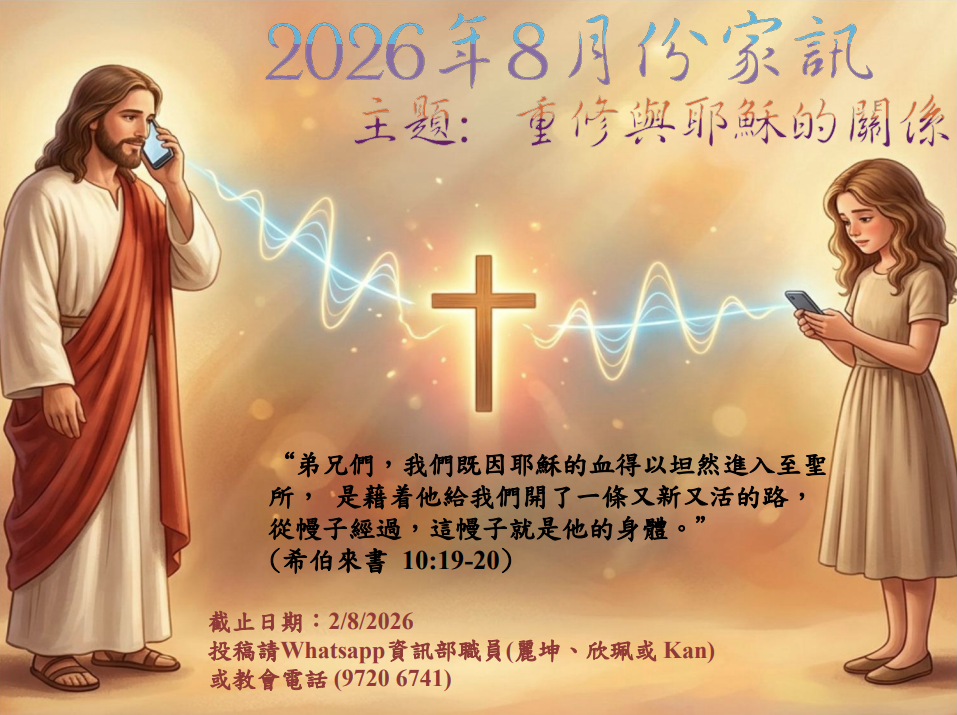 2026年8月份家訊
主題: 重修與耶穌的關係
“弟兄們，我們既因耶穌的血得以坦然進入至聖
所， 是藉着他給我們開了一條又新又活的路，
從幔子經過，這幔子就是他的身體。”
(希伯來書 10:19-20)
截止日期：2/8/2026
投稿請Whatsapp資訊部職員(麗坤、欣珮或 Kan)
或教會電話 (9720 6741)